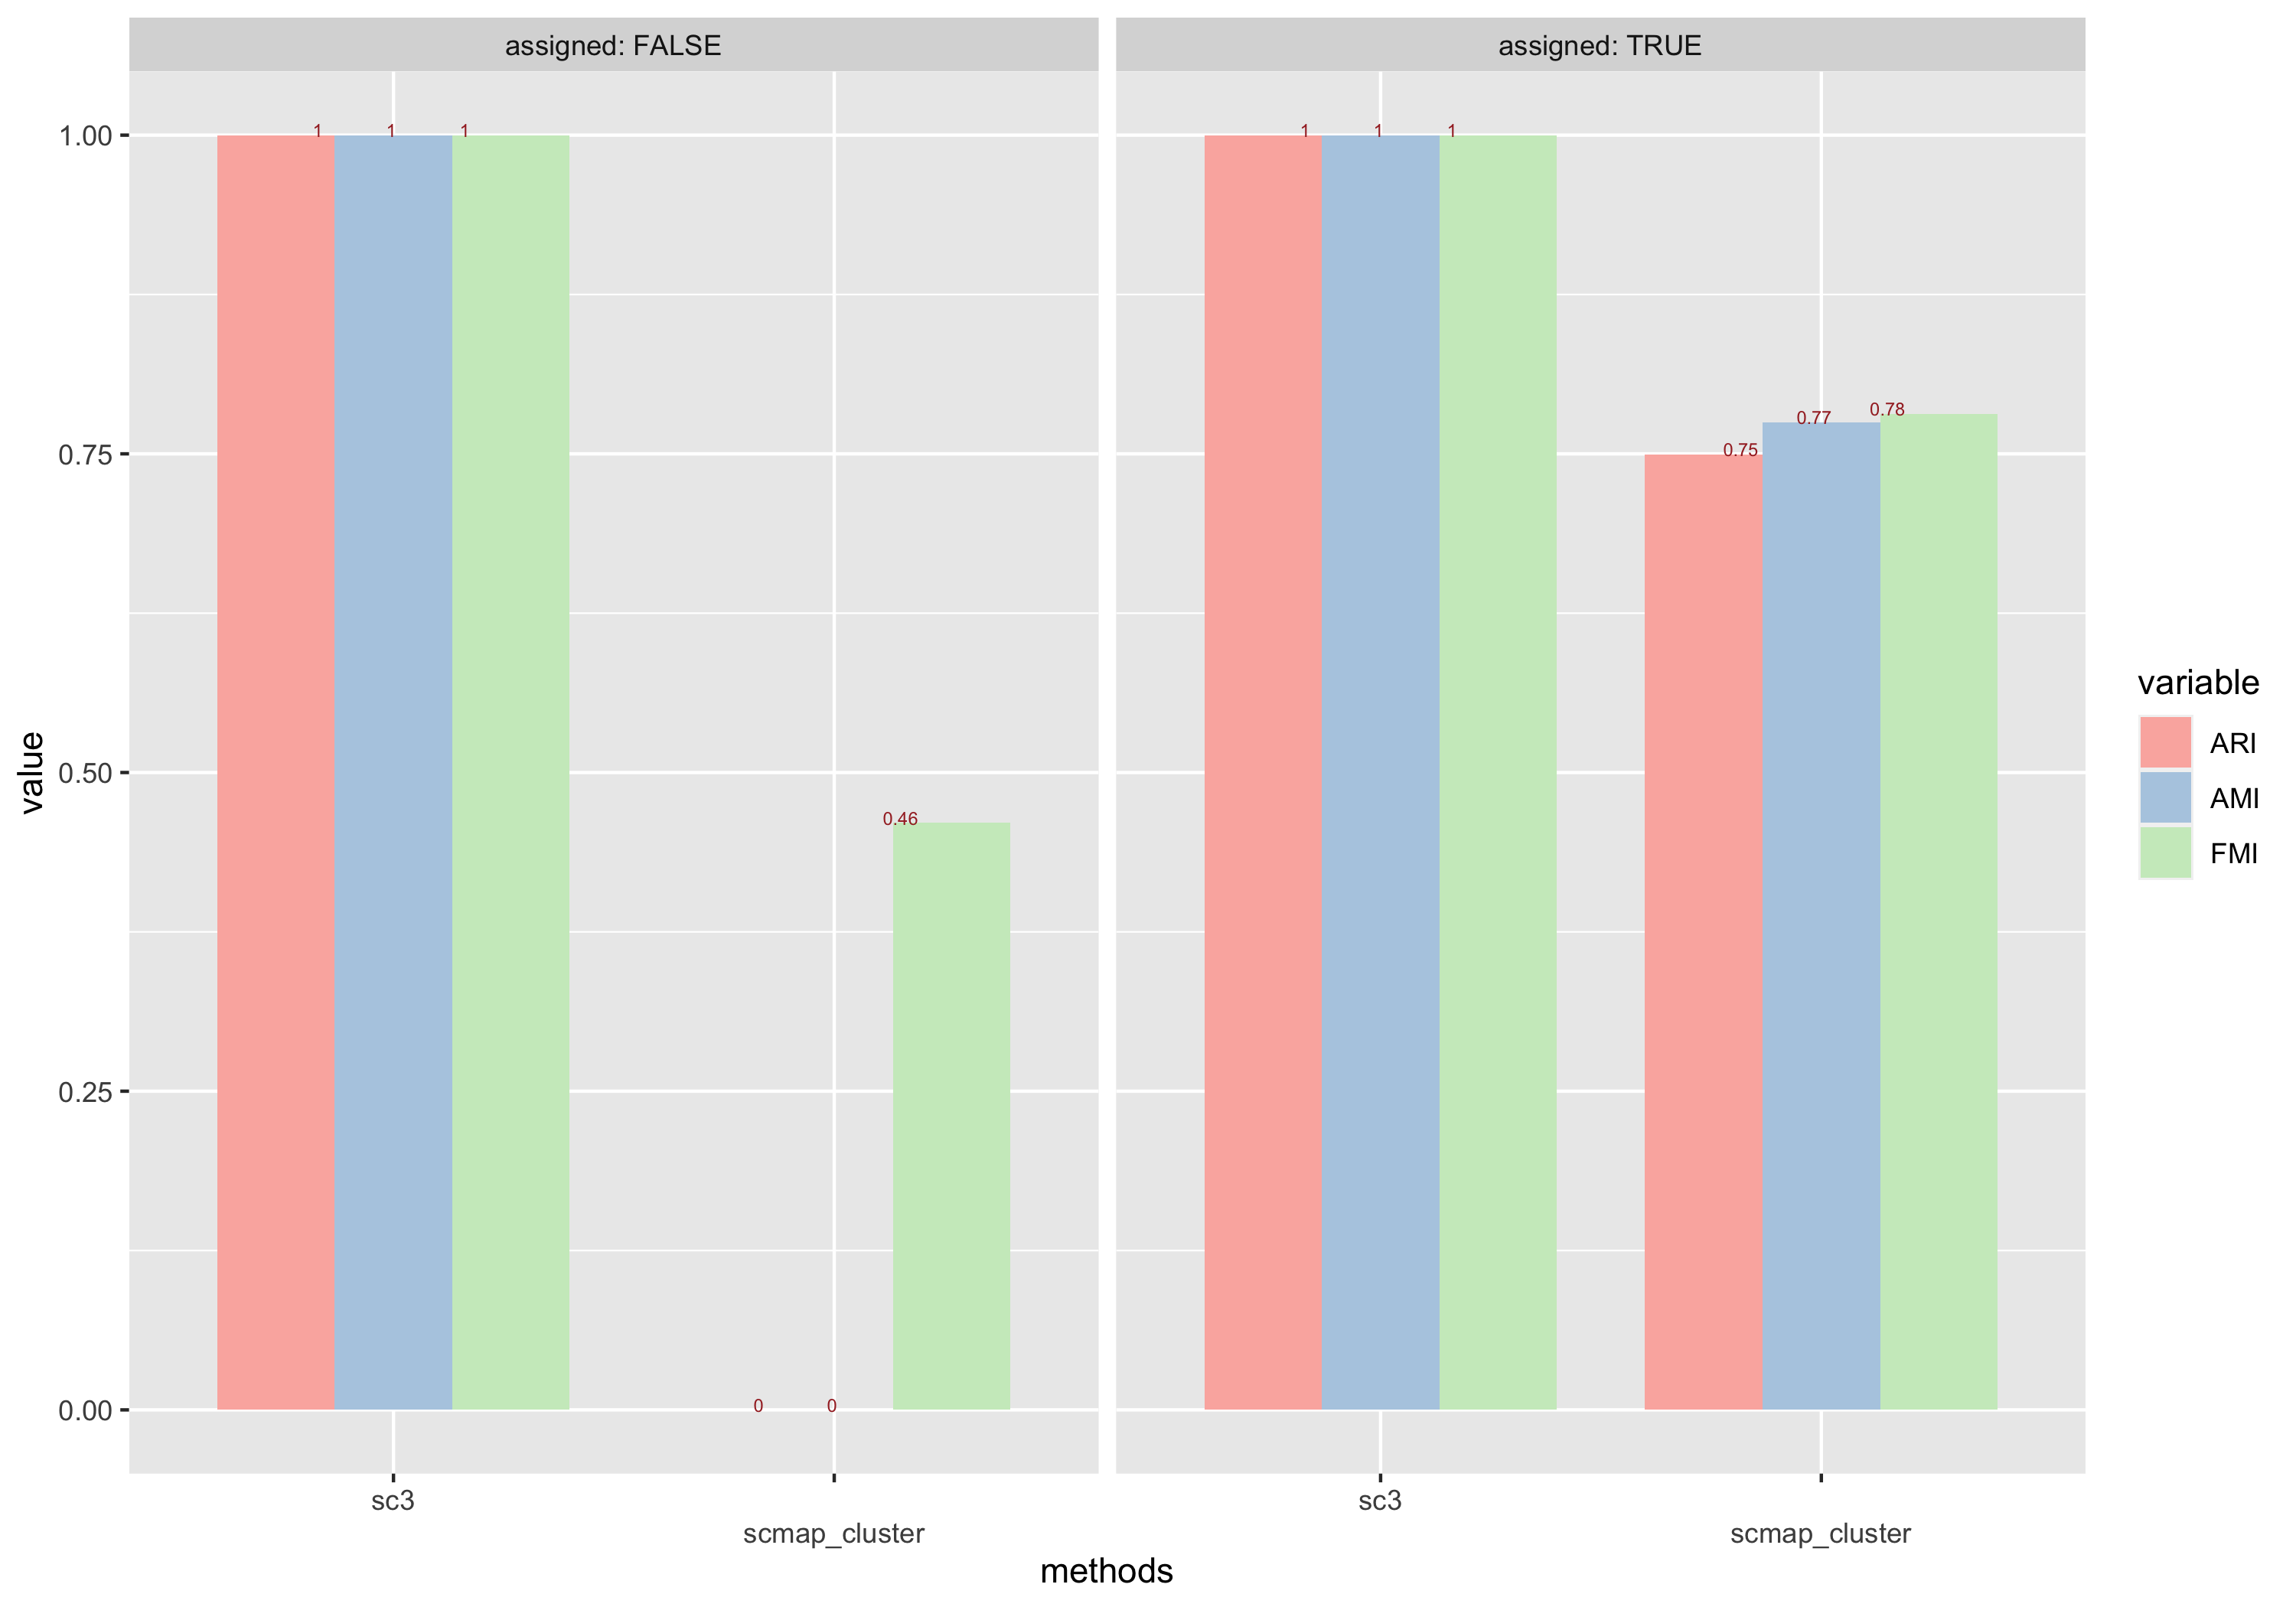 assigned: FALSE
assigned: TRUE
1.00
0.75
0.50
0.25
0.00
value
1 1 1
0 0 0.46
1 1 1
0.75 0.77 0.78
sc3
scmap_cluster
sc3
scmap_cluster
methods
variable
ARI
AMI
FMI